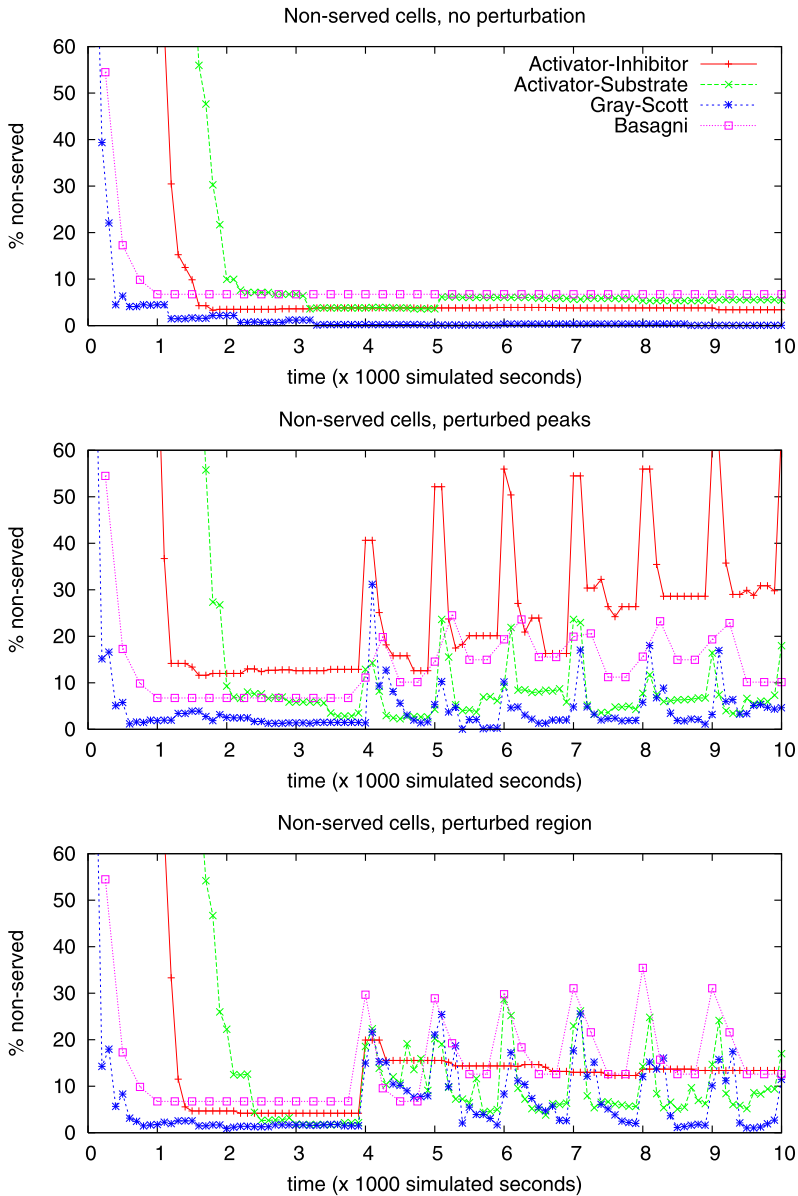 Non-served cells, no perturbation
60
50
40
30
20
10
0
% non-served
Activator-Inhibitor
Activator-Substrate
Gray-Scott
Basagni
0 1 2 3 4 5 6 7 8 9 10
time (x 1000 simulated seconds)
Non-served cells, perturbed peaks
60
50
40
30
20
10
0
% non-served
0 1 2 3 4 5 6 7 8 9 10
time (x 1000 simulated seconds)
Non-served cells, perturbed region
60
50
40
30
20
10
0
% non-served
0 1 2 3 4 5 6 7 8 9 10
time (x 1000 simulated seconds)